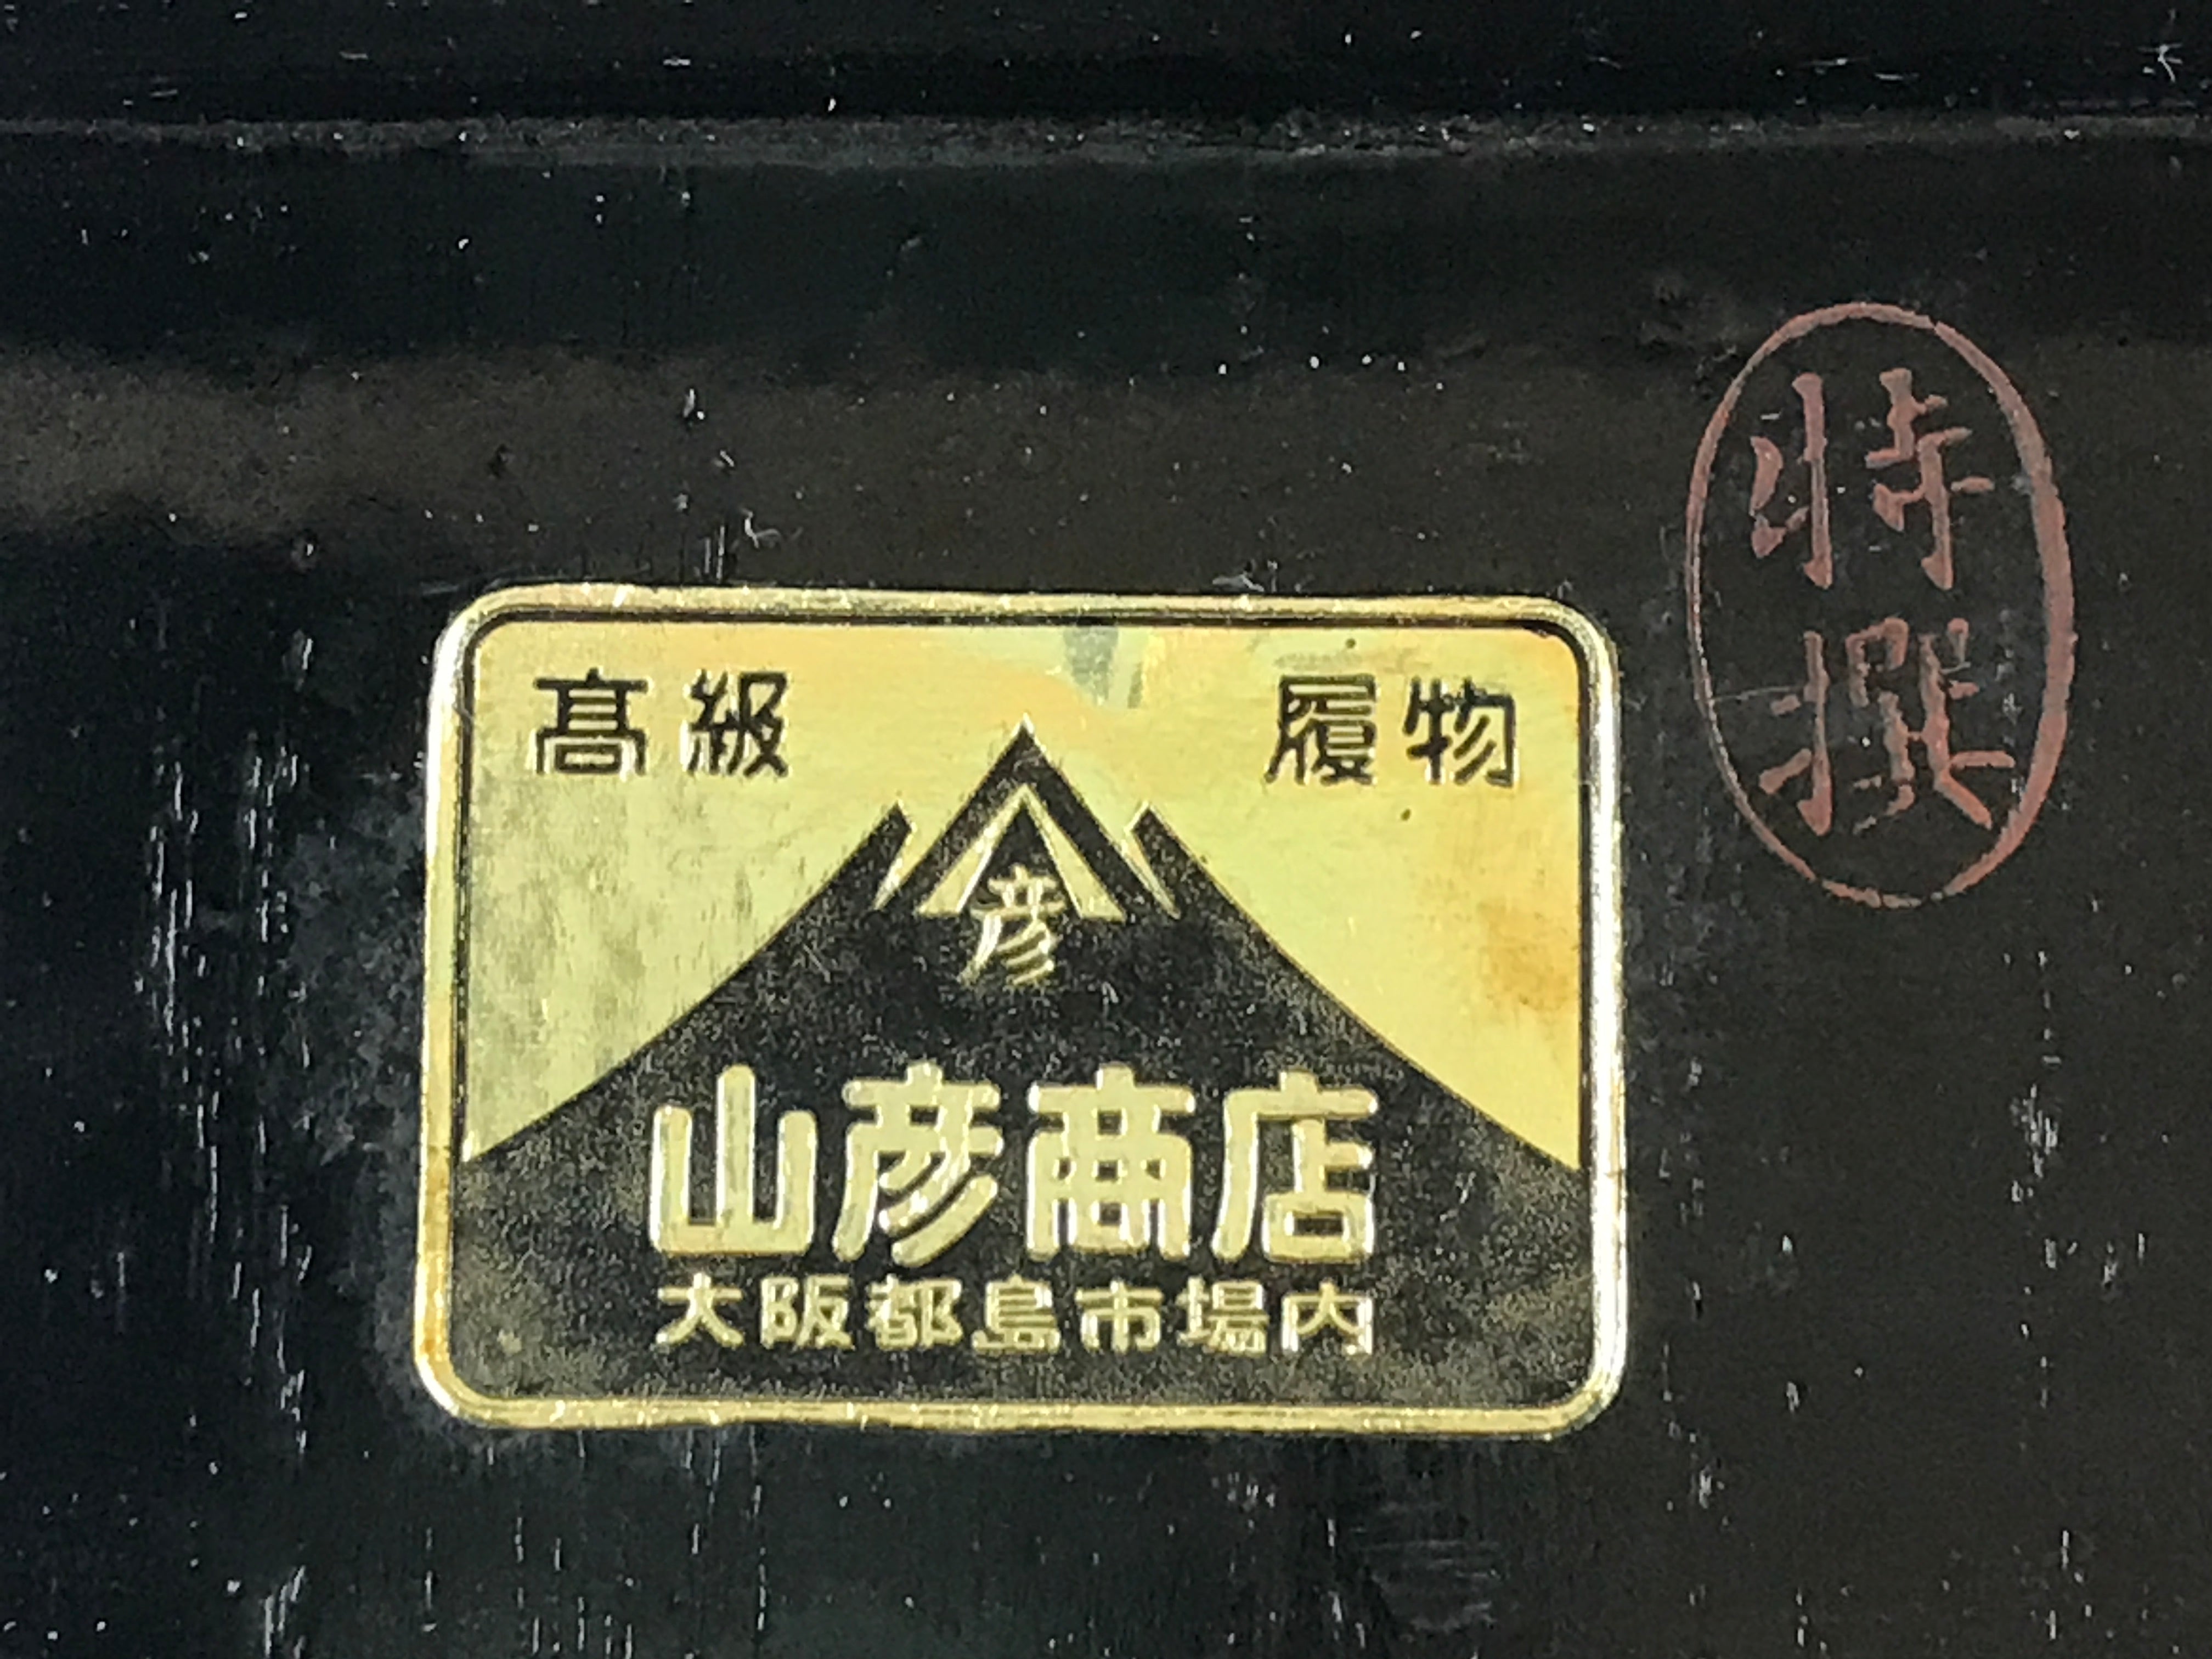 高級 履物
彦
山彦商店
大阪都島市場内
特撰